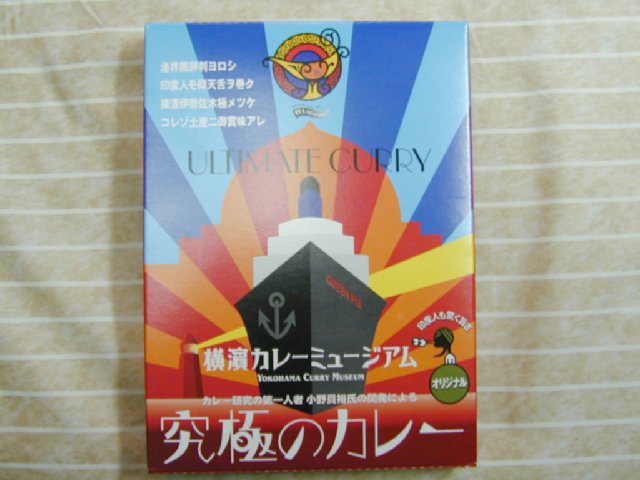 港界隈評判ヨロシ
印度人モ仰天舌ヲ巻ク
横濱伊勢佐木極メツケ
コレゾ土産ニ御賞味アレ
ULTIMATE CURRY
QUEEN PIA
印度人も驚く旨さ
横濱カレーミュージアム
YOKOHAMA CURRY MUSEUM
オリジナル
カレー研究の第一人者 小野員裕氏の開発による
究極のカレー